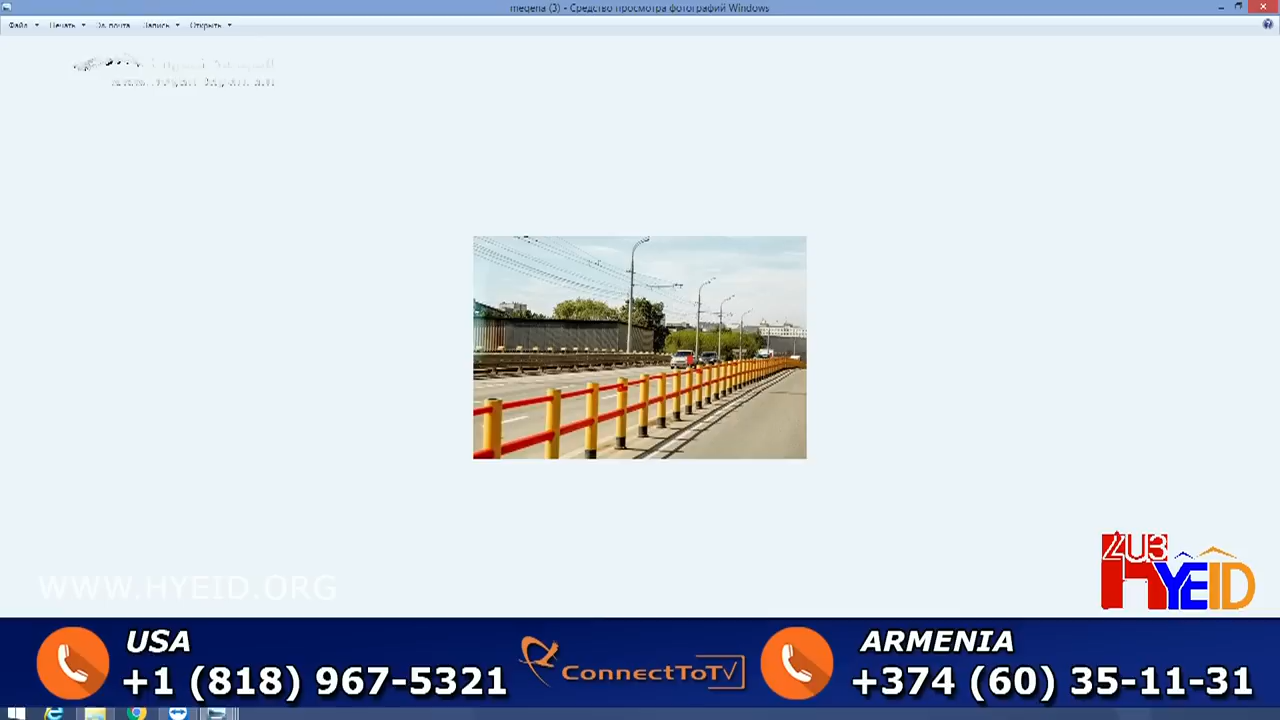 meqena (3) - Средство просмотра фотографий Windows
Файл Печать Эл. почта Запись Открыть
WWW.HYEID.ORG
ՀԱՅ
HYEID
USA
+1 (818) 967-5321
ConnectToTV
ARMENIA
+374 (60) 35-11-31